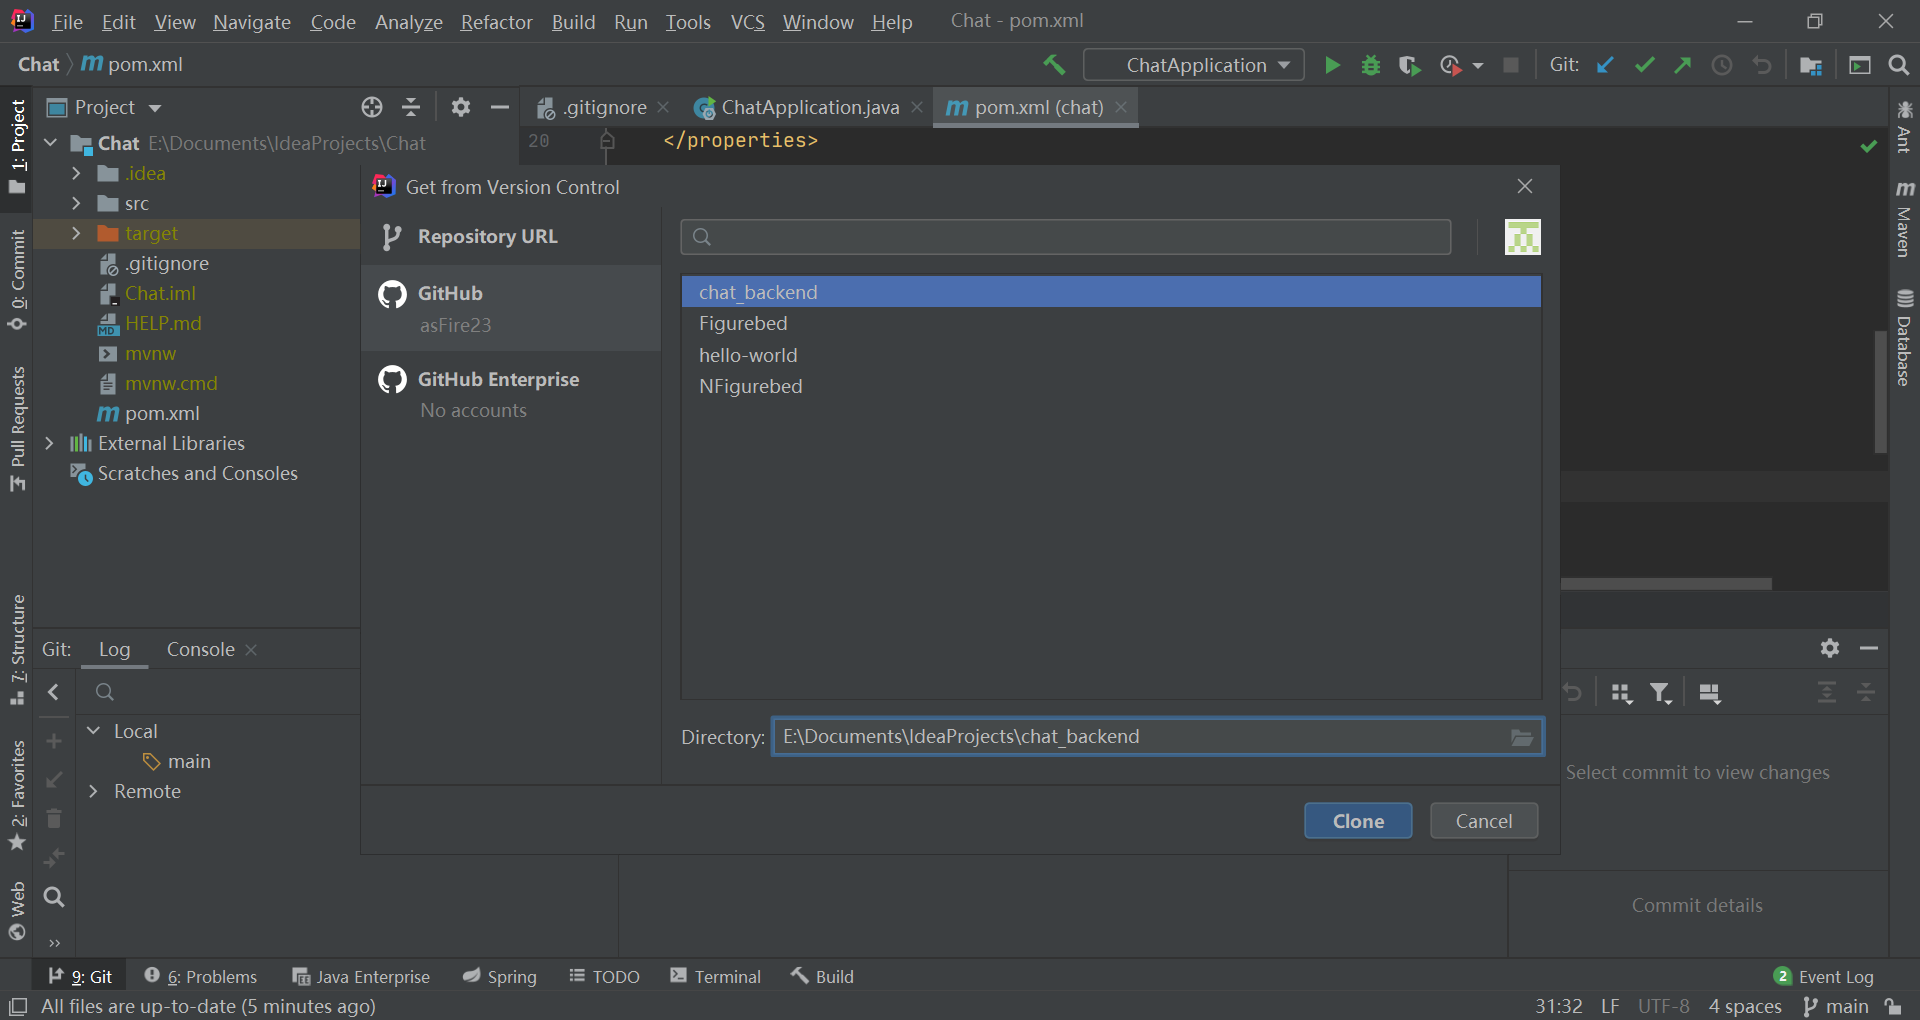 File Edit View Navigate Code Analyze Refactor Build Run Tools VCS Window Help Chat - pom.xml
Chat m pom.xml ChatApplication Git:
Project .gitignore ChatApplication.java m pom.xml (chat)
Chat E:\Documents\IdeaProjects\Chat
.idea
src
target
.gitignore
Chat.iml
HELP.md
mvnw
mvnw.cmd
m pom.xml
External Libraries
Scratches and Consoles
20 </properties>
Get from Version Control
Repository URL
GitHub
asFire23
GitHub Enterprise
No accounts
chat_backend
Figurebed
hello-world
NFigurebed
Directory: E:\Documents\IdeaProjects\chat_backend
Clone Cancel
1: Project
0: Commit
Pull Requests
7: Structure
2: Favorites
Web
Ant
m Maven
Database
Git: Log Console
Local
main
Remote
Select commit to view changes
Commit details
9: Git 6: Problems Java Enterprise Spring TODO Terminal Build 2 Event Log
All files are up-to-date (5 minutes ago) 31:32 LF UTF-8 4 spaces main